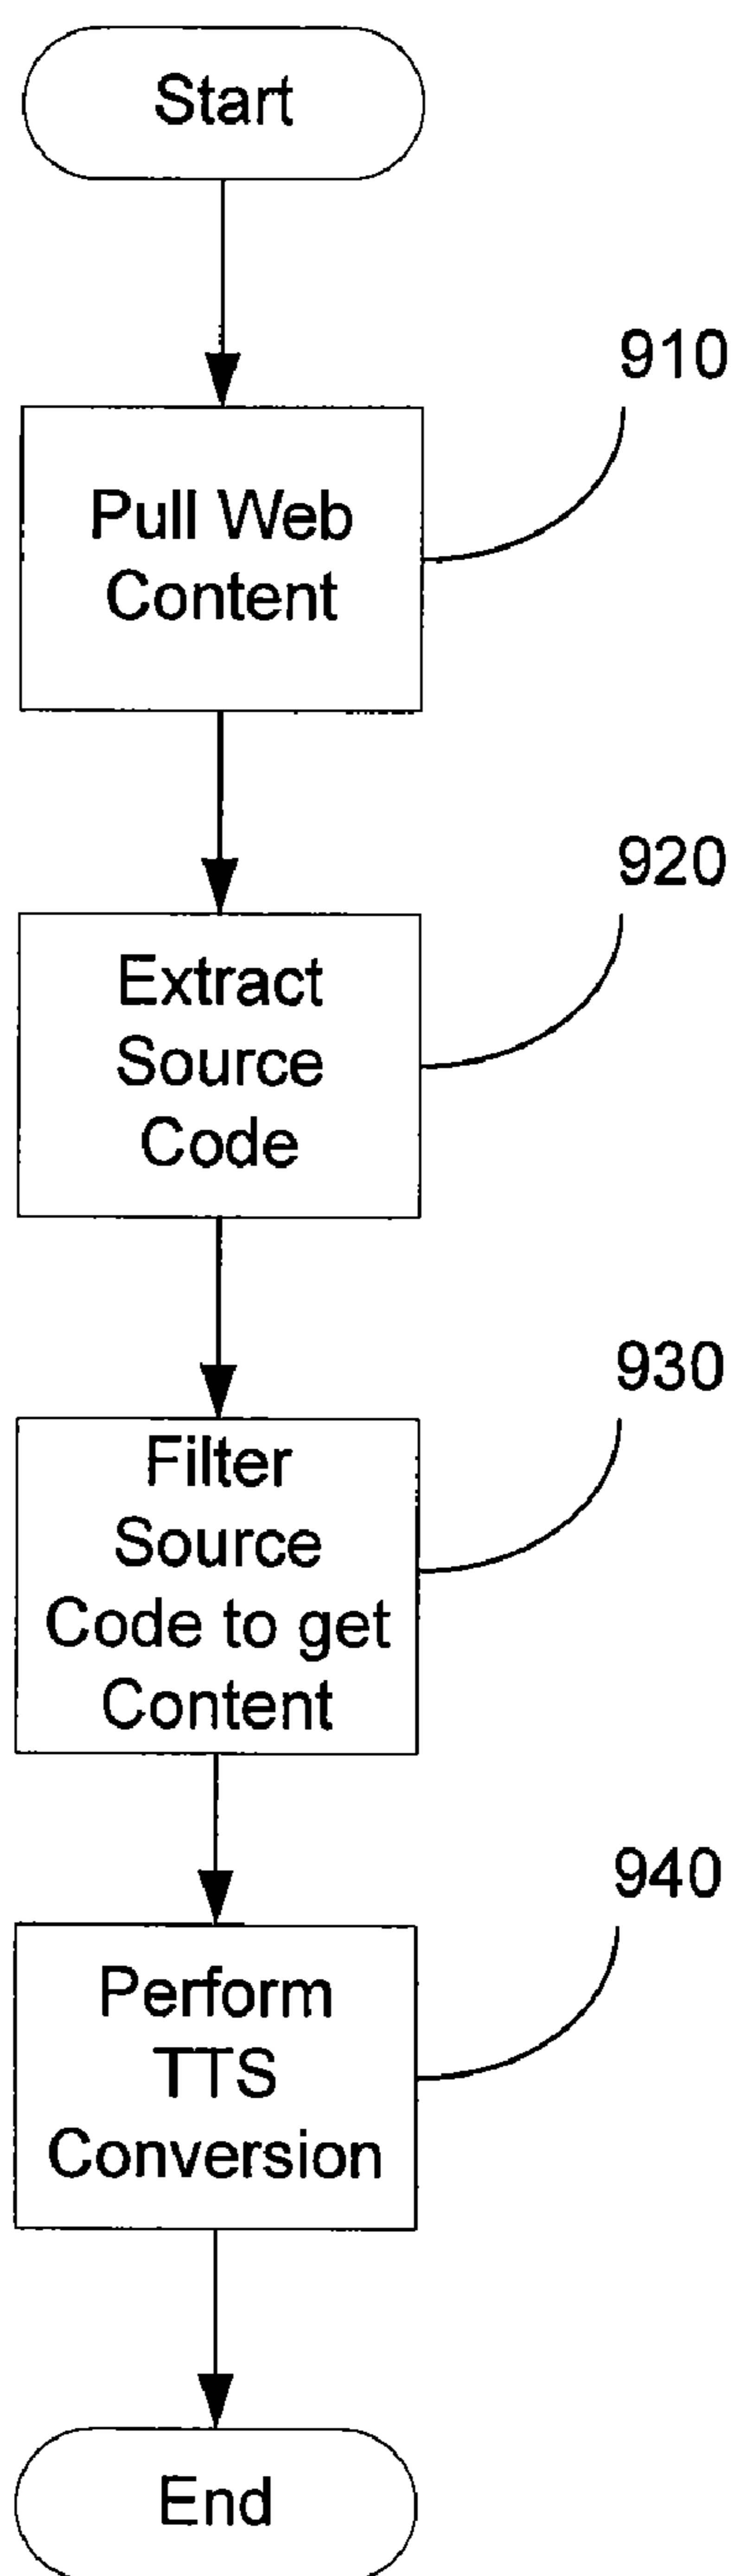 Start
910
Pull Web
Content
920
Extract
Source
Code
930
Filter
Source
Code to get
Content
940
Perform
TTS
Conversion
End